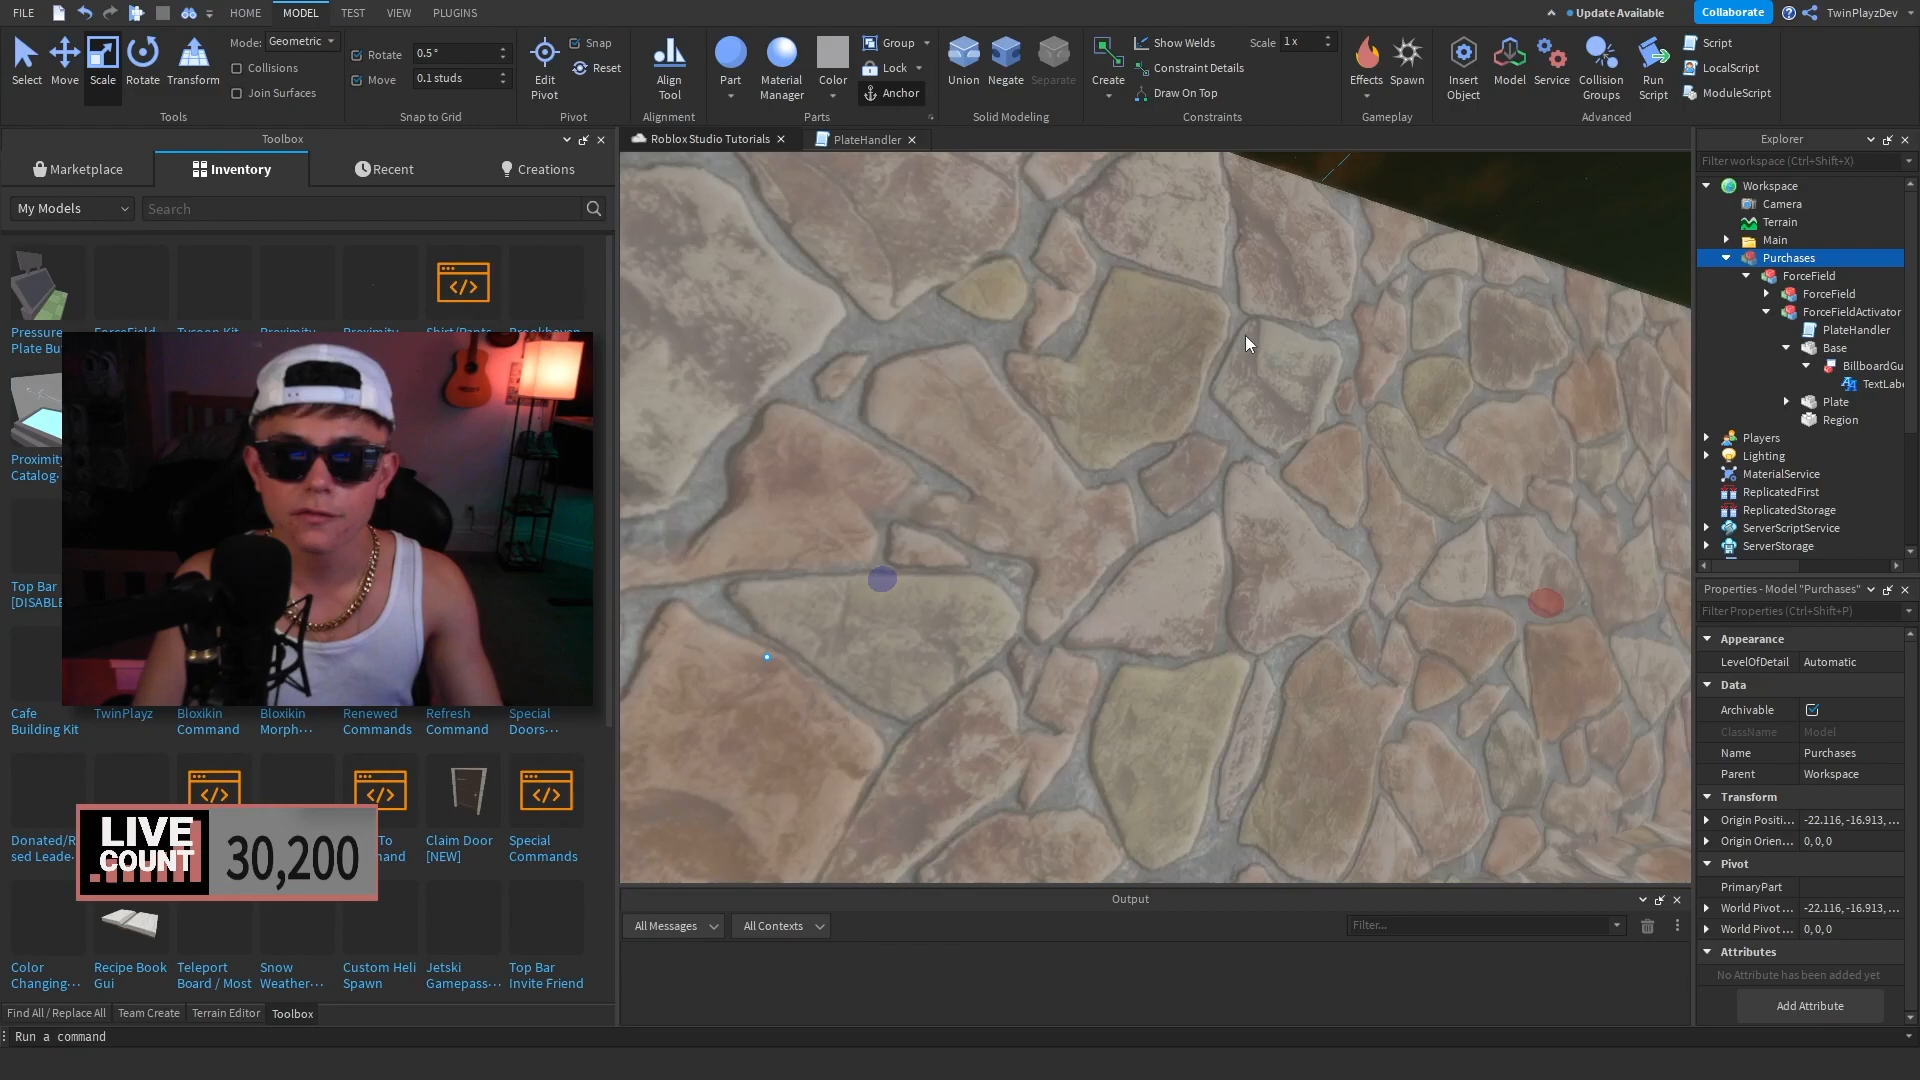 FILE HOME MODEL TEST VIEW PLUGINS Update Available Collaborate TwinPlayzDev
Select Move Scale Rotate Transform
Mode: Geometric
Collisions
Join Surfaces
Tools
Rotate 0.5 °
Move 0.1 studs
Snap to Grid
Edit Pivot
Snap
Reset
Pivot
Align Tool
Alignment
Part
Material Manager
Color
Group
Lock
Anchor
Parts
Union Negate Separate
Solid Modeling
Create
Show Welds
Constraint Details
Draw On Top
Scale 1 x
Constraints
Effects Spawn
Gameplay
Insert Object
Model
Service
Collision Groups
Run Script
Script
LocalScript
ModuleScript
Advanced
Toolbox
Marketplace Inventory Recent Creations
My Models Search
Pressure
Plate Bu
Proximity
Catalog.
Top Bar
[DISABLE
Cafe Building Kit
TwinPlayz
Bloxikin Command
Bloxikin Morph···
Renewed Commands
Refresh Command
Special Doors···
Donated/R
sed Leade·
To
nand
Claim Door [NEW]
Special Commands
LIVE
COUNT
30,200
Color Changing···
Recipe Book Gui
Teleport Board / Most
Snow Weather···
Custom Heli Spawn
Jetski Gamepass···
Top Bar Invite Friend
Find All / Replace All Team Create Terrain Editor Toolbox
Run a command
Roblox Studio Tutorials PlateHandler
Output
All Messages All Contexts Filter...
Explorer
Filter workspace (Ctrl+Shift+X)
Workspace
Camera
Terrain
Main
Purchases
ForceField
ForceField
ForceFieldActivator
PlateHandler
Base
BillboardGu
TextLabe
Plate
Region
Players
Lighting
MaterialService
ReplicatedFirst
ReplicatedStorage
ServerScriptService
ServerStorage
Properties - Model "Purchases"
Filter Properties (Ctrl+Shift+P)
Appearance
LevelOfDetail Automatic
Data
Archivable
ClassName Model
Name Purchases
Parent Workspace
Transform
Origin Positi... -22.116, -16.913, ...
Origin Orien... 0, 0, 0
Pivot
PrimaryPart
World Pivot ... -22.116, -16.913, ...
World Pivot ... 0, 0, 0
Attributes
No Attribute has been added yet
Add Attribute